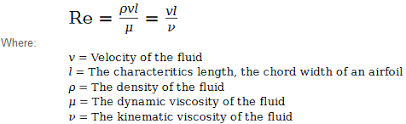 Re = ρvl/μ = vl/ν
Where:
v = Velocity of the fluid
l = The characteritics length, the chord width of an airfoil
ρ = The density of the fluid
μ = The dynamic viscosity of the fluid
ν = The kinematic viscosity of the fluid